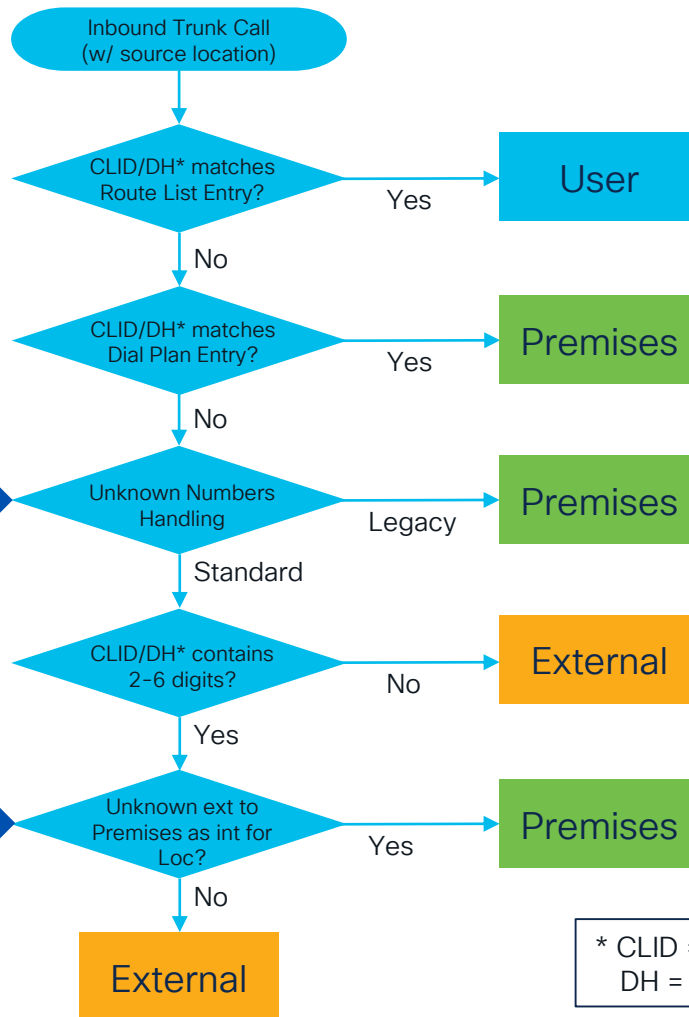 Inbound Trunk Call
(w/ source location)
CLID/DH* matches
Route List Entry?
Yes
User
No
CLID/DH* matches
Dial Plan Entry?
Yes
Premises
No
Unknown Numbers
Handling
Legacy
Premises
Standard
CLID/DH* contains
2-6 digits?
No
External
Yes
Unknown ext to
Premises as int for
Loc?
Yes
Premises
No
External
* CLID =
DH =